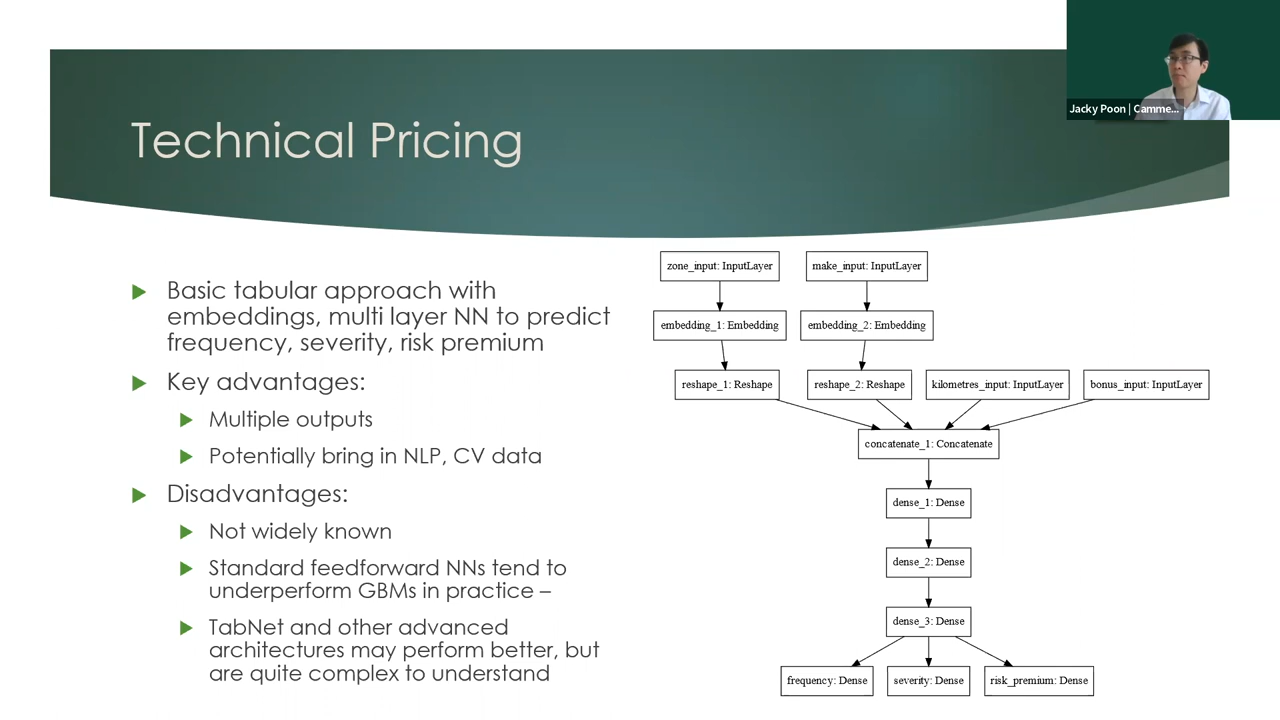 Jacky Poon | Camme...
Technical Pricing
Basic tabular approach with
embeddings, multi layer NN to predict
frequency, severity, risk premium
Key advantages:
Multiple outputs
Potentially bring in NLP, CV data
Disadvantages:
Not widely known
Standard feedforward NNs tend to
underperform GBMs in practice –
TabNet and other advanced
architectures may perform better, but
are quite complex to understand
zone_input: InputLayer
make_input: InputLayer
embedding_1: Embedding
embedding_2: Embedding
reshape_1: Reshape
reshape_2: Reshape
kilometres_input: InputLayer
bonus_input: InputLayer
concatenate_1: Concatenate
dense_1: Dense
dense_2: Dense
dense_3: Dense
frequency: Dense
severity: Dense
risk_premium: Dense